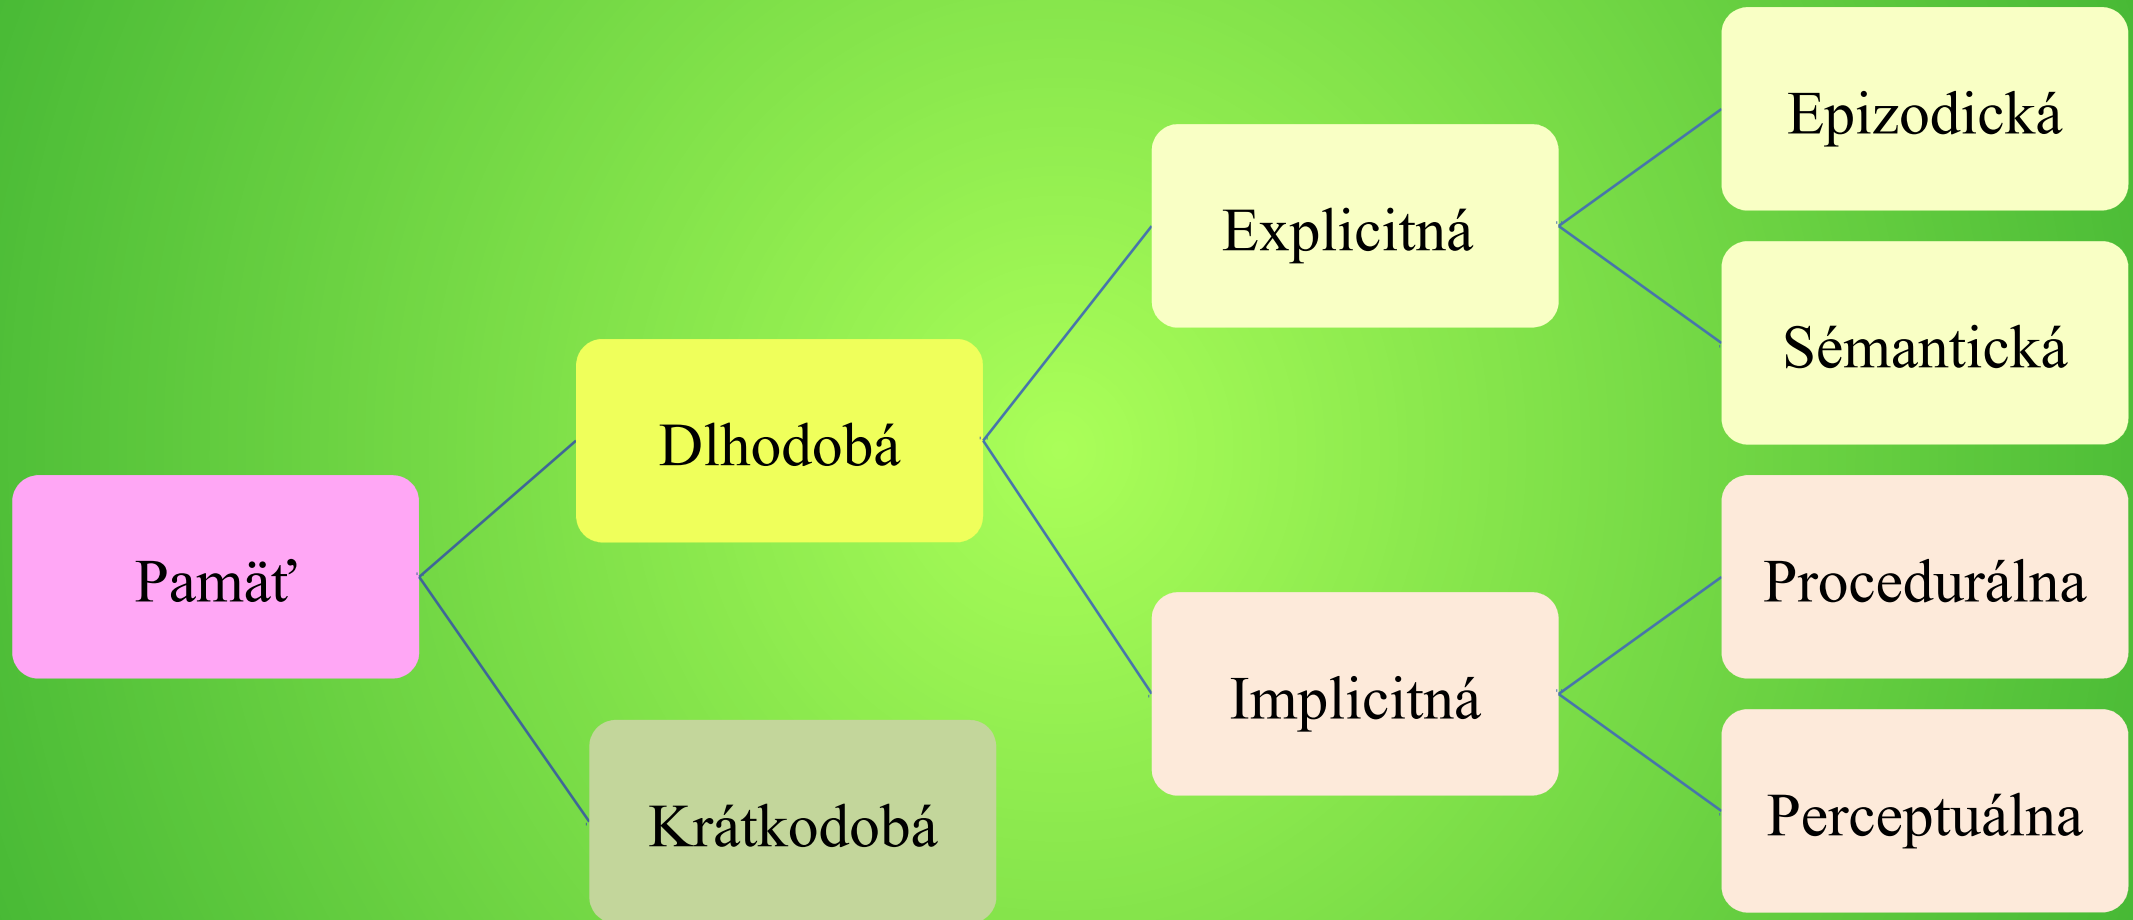 Pamäť
Dlhodobá
Explicitná
Epizodická
Sémantická
Implicitná
Procedurálna
Perceptuálna
Krátkodobá